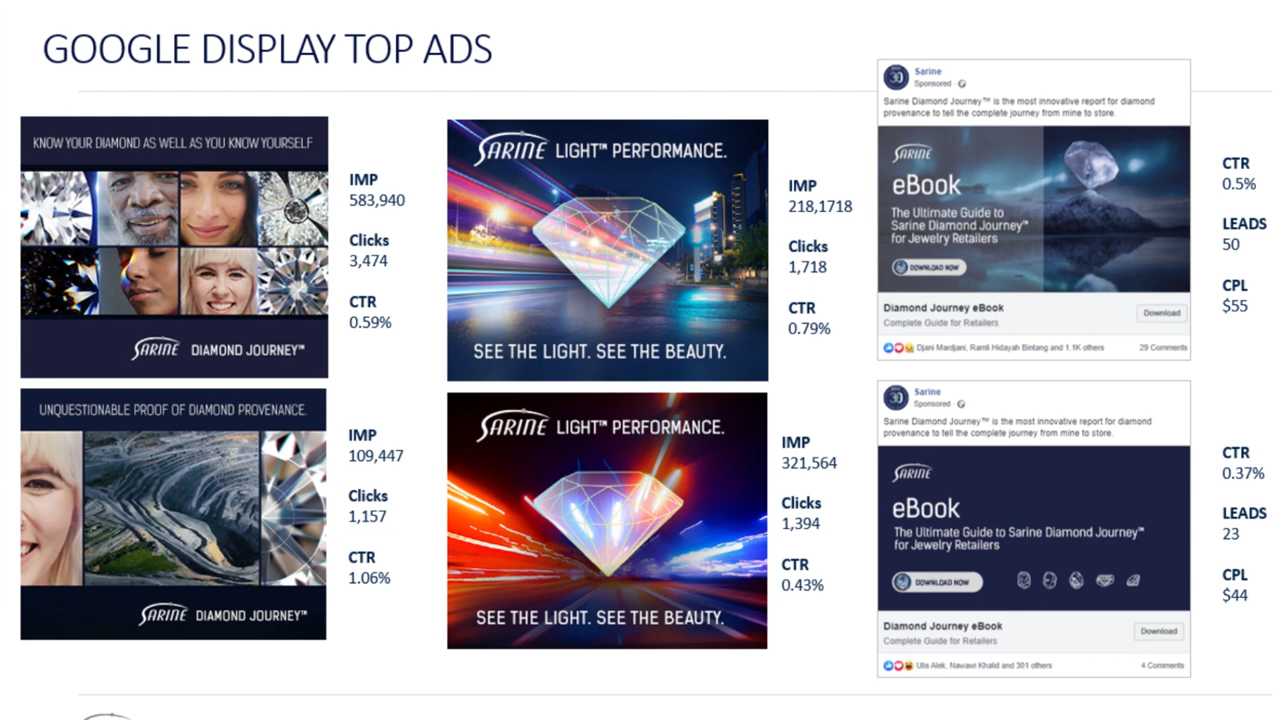 GOOGLE DISPLAY TOP ADS
KNOW YOUR DIAMOND AS WELL AS YOU KNOW YOURSELF
SARINE DIAMOND JOURNEY™
IMP
583,940
Clicks
3,474
CTR
0.59%
UNQUESTIONABLE PROOF OF DIAMOND PROVENANCE.
SARINE DIAMOND JOURNEY™
IMP
109,447
Clicks
1,157
CTR
1.06%
SARINE LIGHT™ PERFORMANCE.
SEE THE LIGHT. SEE THE BEAUTY.
IMP
218,1718
Clicks
1,718
CTR
0.79%
SARINE LIGHT™ PERFORMANCE.
SEE THE LIGHT. SEE THE BEAUTY.
IMP
321,564
Clicks
1,394
CTR
0.43%
30
Sarine
Sponsored ·
Sarine Diamond Journey™ is the most innovative report for diamond
provenance to tell the complete journey from mine to store.
SARINE
eBook
The Ultimate Guide to
Sarine Diamond Journey™
for Jewelry Retailers
DOWNLOAD NOW
Diamond Journey eBook
Complete Guide for Retailers
Download
Djani Mardjani, Ramli Hidayah Bintang and 1.1K others
29 Comments
CTR
0.5%
LEADS
50
CPL
$55
30
Sarine
Sponsored ·
Sarine Diamond Journey™ is the most innovative report for diamond
provenance to tell the complete journey from mine to store.
SARINE
eBook
The Ultimate Guide to Sarine Diamond Journey™
for Jewelry Retailers
DOWNLOAD NOW
Diamond Journey eBook
Complete Guide for Retailers
Download
Ulis Alek, Nawawi Khalid and 301 others
4 Comments
CTR
0.37%
LEADS
23
CPL
$44